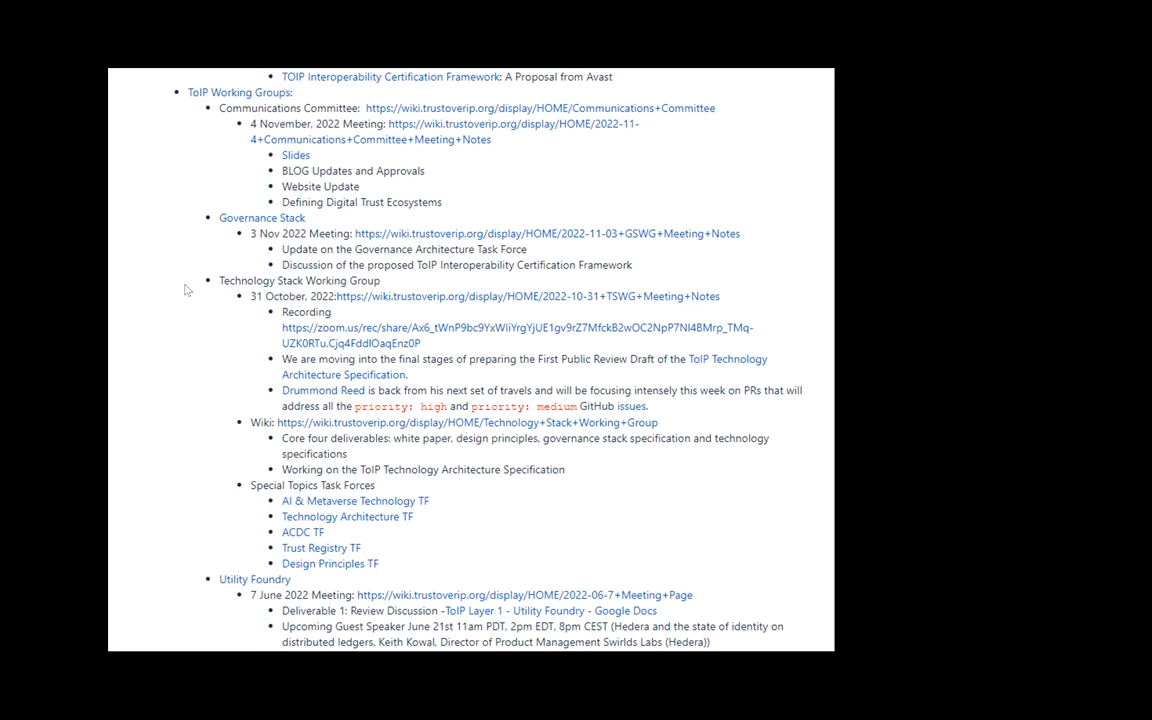 TOIP Interoperability Certification Framework: A Proposal from Avast
ToIP Working Groups:
Communications Committee: https://wiki.trustoverip.org/display/HOME/Communications+Committee
4 November, 2022 Meeting: https://wiki.trustoverip.org/display/HOME/2022-11-
4+Communications+Committee+Meeting+Notes
Slides
BLOG Updates and Approvals
Website Update
Defining Digital Trust Ecosystems
Governance Stack
3 Nov 2022 Meeting: https://wiki.trustoverip.org/display/HOME/2022-11-03+GSWG+Meeting+Notes
Update on the Governance Architecture Task Force
Discussion of the proposed ToIP Interoperability Certification Framework
Technology Stack Working Group
31 October, 2022:https://wiki.trustoverip.org/display/HOME/2022-10-31+TSWG+Meeting+Notes
Recording
https://zoom.us/rec/share/Ax6_tWnP9bc9YxWliYrgYjUE1gv9rZ7MfckB2wOC2NpP7NI4BMrp_TMq-
UZK0RTu.Cjq4FddIOaqEnz0P
We are moving into the final stages of preparing the First Public Review Draft of the ToIP Technology
Architecture Specification.
Drummond Reed is back from his next set of travels and will be focusing intensely this week on PRs that will
address all the priority: high and priority: medium GitHub issues.
Wiki: https://wiki.trustoverip.org/display/HOME/Technology+Stack+Working+Group
Core four deliverables: white paper, design principles, governance stack specification and technology
specifications
Working on the ToIP Technology Architecture Specification
Special Topics Task Forces
AI & Metaverse Technology TF
Technology Architecture TF
ACDC TF
Trust Registry TF
Design Principles TF
Utility Foundry
7 June 2022 Meeting: https://wiki.trustoverip.org/display/HOME/2022-06-7+Meeting+Page
Deliverable 1: Review Discussion -ToIP Layer 1 - Utility Foundry - Google Docs
Upcoming Guest Speaker June 21st 11am PDT, 2pm EDT, 8pm CEST (Hedera and the state of identity on
distributed ledgers, Keith Kowal, Director of Product Management Swirlds Labs (Hedera))